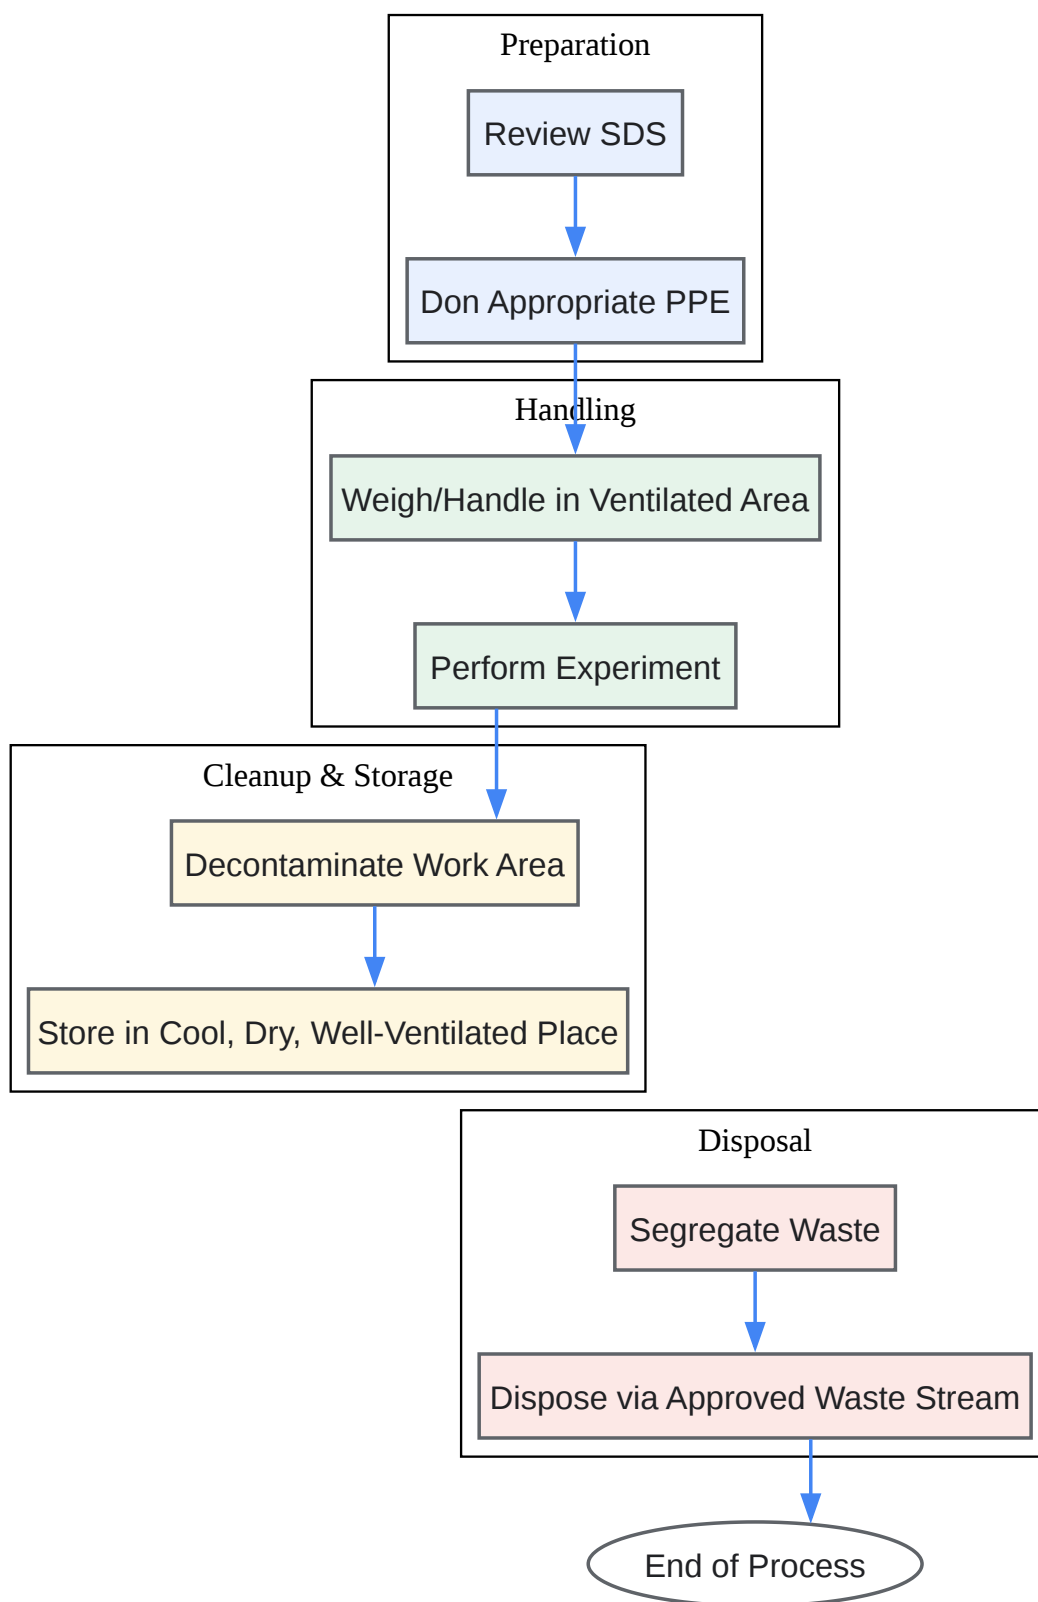 Preparation
Review SDS
Don Appropriate PPE
Handling
Weigh/Handle in Ventilated Area
Perform Experiment
Cleanup & Storage
Decontaminate Work Area
Store in Cool, Dry, Well-Ventilated Place
Disposal
Segregate Waste
Dispose via Approved Waste Stream
End of Process